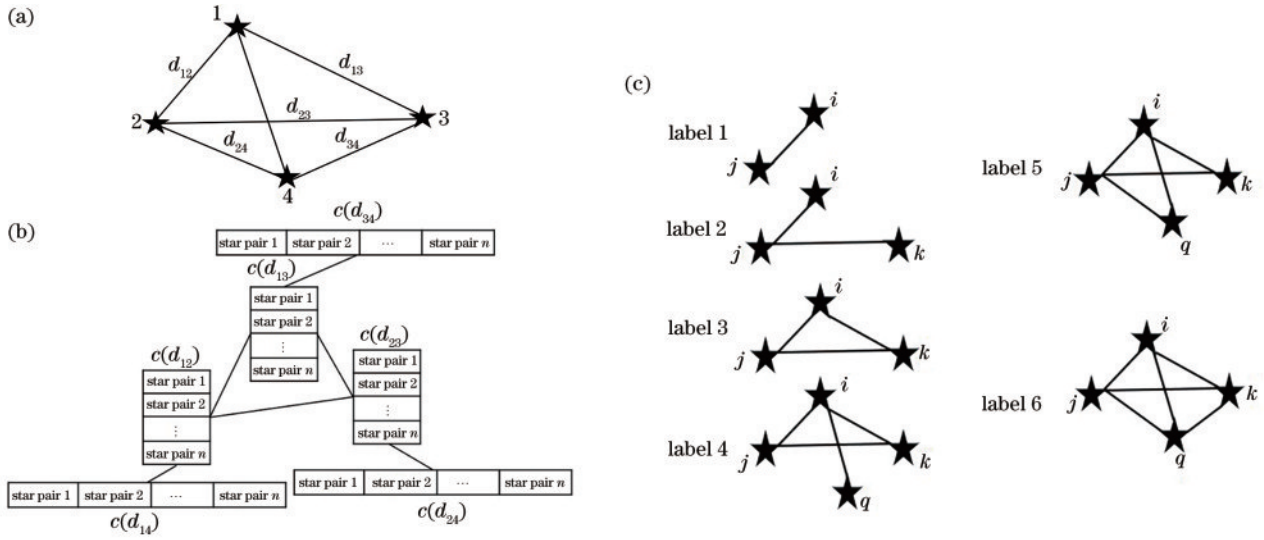 (a)
1
d₁₂
d₁₃
2
d₂₃
3
d₂₄
d₃₄
4
(b)
c(d₃₄)
star pair 1 star pair 2 ⋯ star pair n
c(d₁₃)
star pair 1
star pair 2
⋮
star pair n
c(d₁₂)
star pair 1
star pair 2
⋮
star pair n
c(d₂₃)
star pair 1
star pair 2
⋮
star pair n
star pair 1 star pair 2 ⋯ star pair n
c(d₁₄)
star pair 1 star pair 2 ⋯ star pair n
c(d₂₄)
(c)
label 1
i
j
label 2
i
j
k
label 3
i
j
k
label 4
i
j
k
q
label 5
i
j
k
q
label 6
i
j
k
q